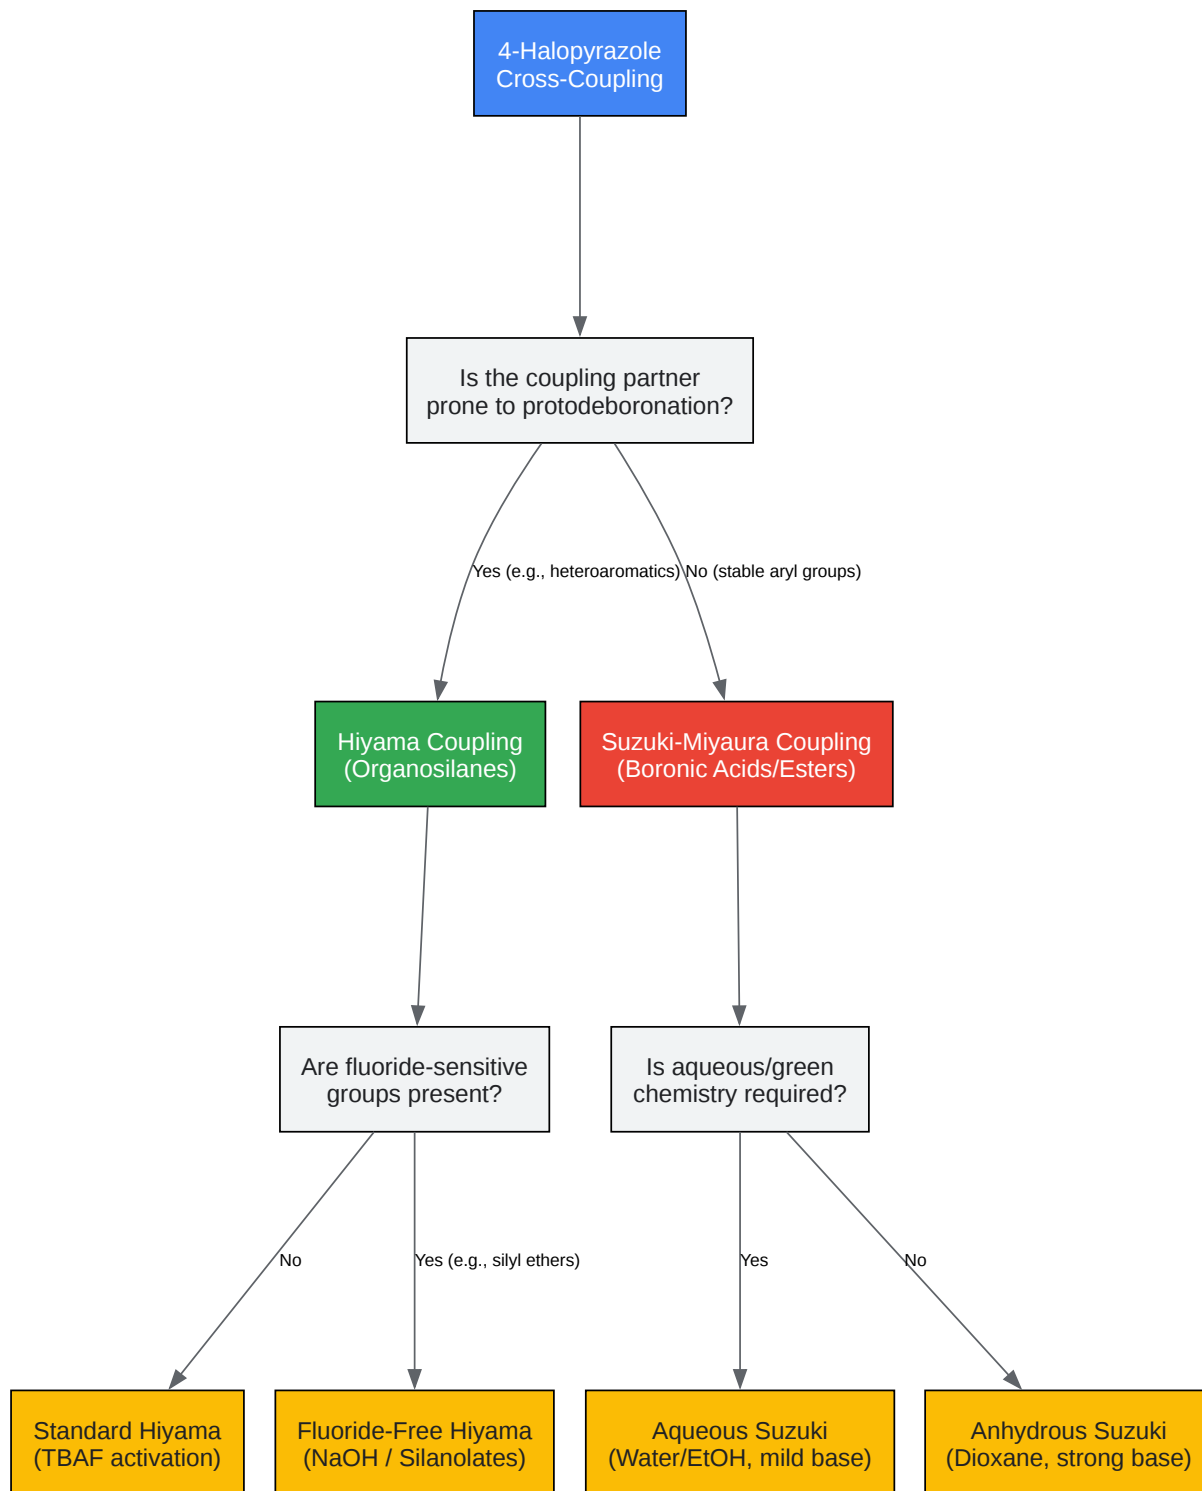 4-Halopyrazole
Cross-Coupling
Is the coupling partner
prone to protodeboronation?
Yes (e.g., heteroaromatics)
No (stable aryl groups)
Hiyama Coupling
(Organosilanes)
Suzuki-Miyaura Coupling
(Boronic Acids/Esters)
Are fluoride-sensitive
groups present?
Is aqueous/green
chemistry required?
No
Yes (e.g., silyl ethers)
Yes
No
Standard Hiyama
(TBAF activation)
Fluoride-Free Hiyama
(NaOH / Silanolates)
Aqueous Suzuki
(Water/EtOH, mild base)
Anhydrous Suzuki
(Dioxane, strong base)